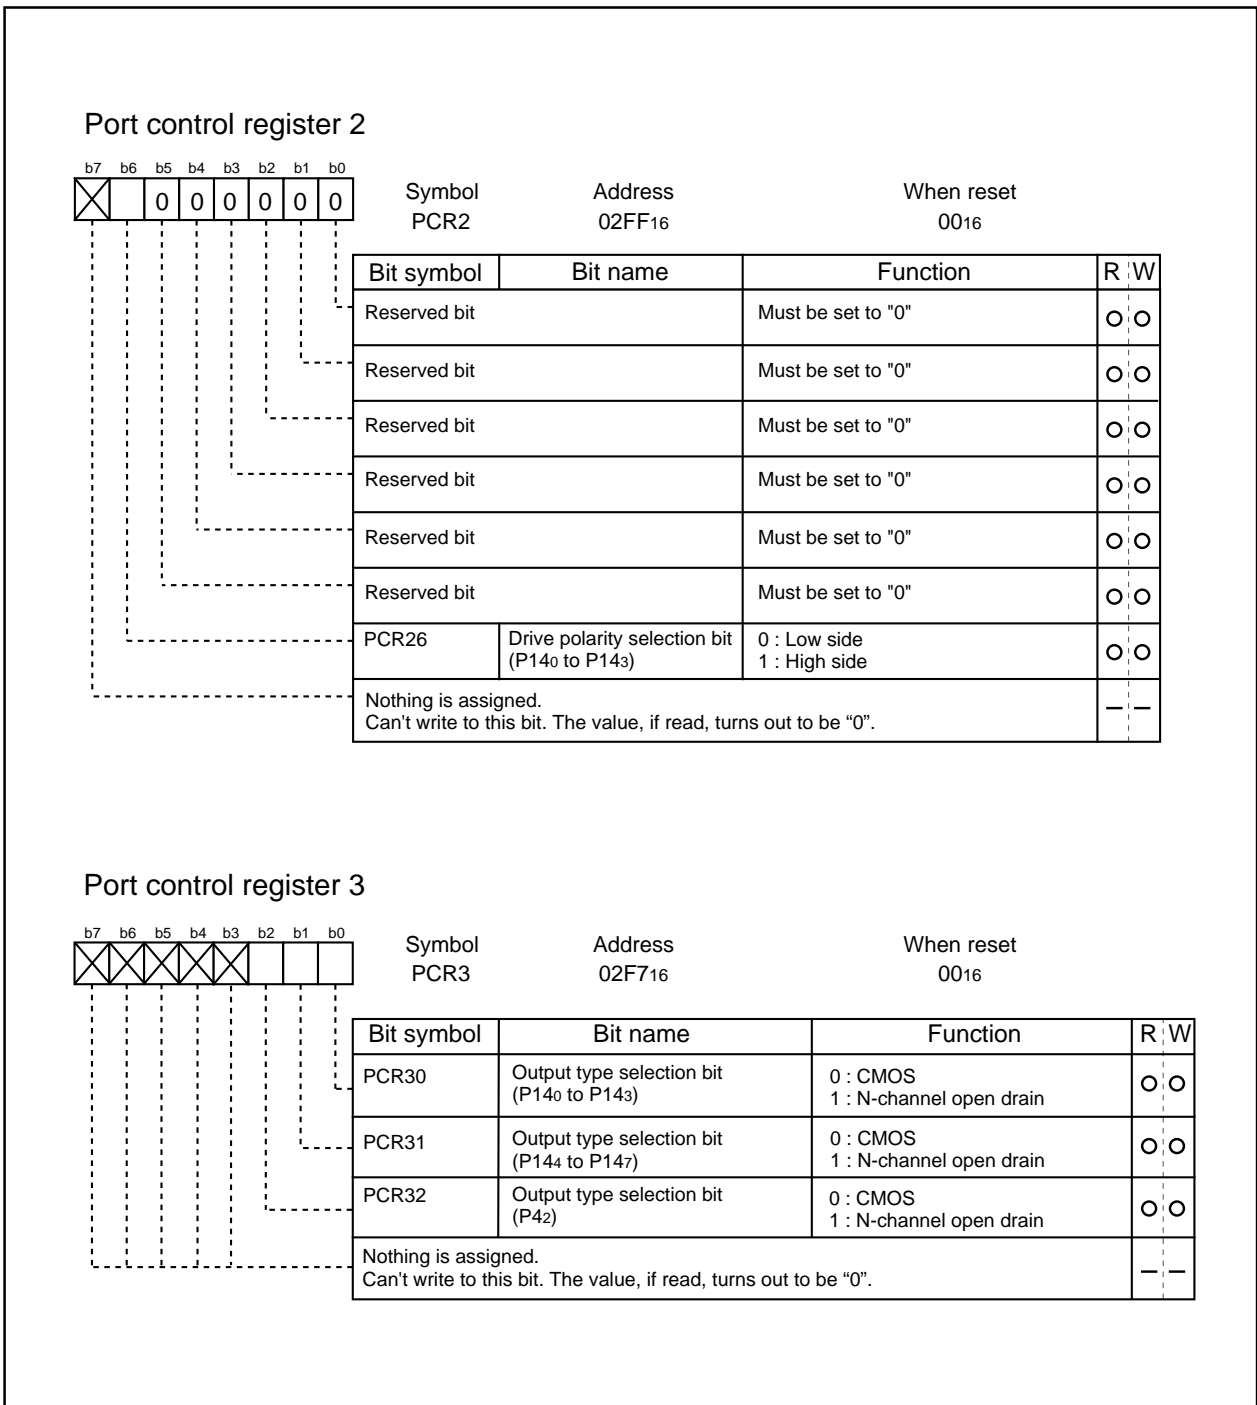 Port control register 2
b7 b6 b5 b4 b3 b2 b1 b0
0 0 0 0 0 0
Symbol Address When reset
PCR2 02FF16 0016
Bit symbol Bit name Function R W
Reserved bit Must be set to "0"
Reserved bit Must be set to "0"
Reserved bit Must be set to "0"
Reserved bit Must be set to "0"
Reserved bit Must be set to "0"
Reserved bit Must be set to "0"
PCR26 Drive polarity selection bit 0 : Low side
(P140 to P143) 1 : High side
Nothing is assigned.
Can't write to this bit. The value, if read, turns out to be “0”.
Port control register 3
b7 b6 b5 b4 b3 b2 b1 b0
Symbol Address When reset
PCR3 02F716 0016
Bit symbol Bit name Function R W
PCR30 Output type selection bit 0 : CMOS
(P140 to P143) 1 : N-channel open drain
PCR31 Output type selection bit 0 : CMOS
(P144 to P147) 1 : N-channel open drain
PCR32 Output type selection bit 0 : CMOS
(P42) 1 : N-channel open drain
Nothing is assigned.
Can't write to this bit. The value, if read, turns out to be “0”.